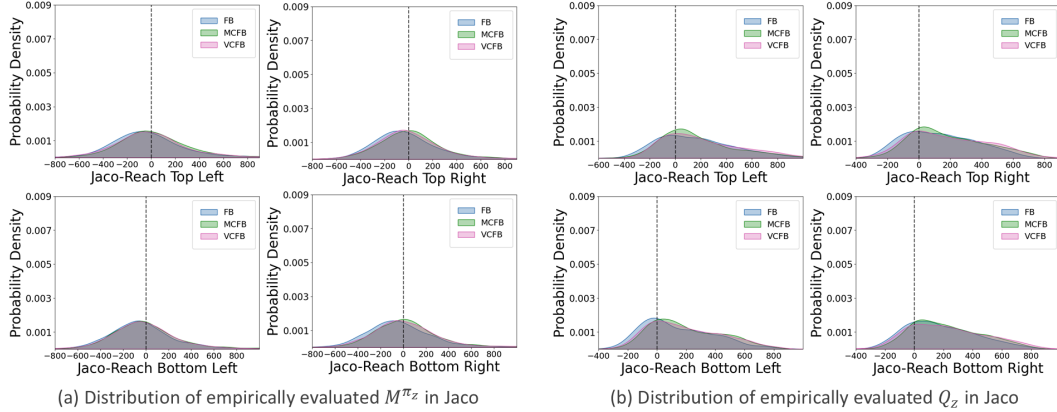 0.009
0.007
0.005
0.003
0.001
Probability Density
FB
MCFB
VCFB
−800 −600 −400 −200 0 200 400 600 800
Jaco-Reach Top Left
0.009
0.007
0.005
0.003
0.001
Probability Density
FB
MCFB
VCFB
−800 −600 −400 −200 0 200 400 600 800
Jaco-Reach Top Right
0.009
0.007
0.005
0.003
0.001
Probability Density
FB
MCFB
VCFB
−800 −600 −400 −200 0 200 400 600 800
Jaco-Reach Bottom Left
0.009
0.007
0.005
0.003
0.001
Probability Density
FB
MCFB
VCFB
−800 −600 −400 −200 0 200 400 600 800
Jaco-Reach Bottom Right
(a) Distribution of empirically evaluated M^{π_z} in Jaco
0.009
0.007
0.005
0.003
0.001
Probability Density
FB
MCFB
VCFB
−600 −400 −200 0 200 400 600 800
Jaco-Reach Top Left
0.009
0.007
0.005
0.003
0.001
Probability Density
FB
MCFB
VCFB
−400 −200 0 200 400 600 800
Jaco-Reach Top Right
0.009
0.007
0.005
0.003
0.001
Probability Density
FB
MCFB
VCFB
−400 −200 0 200 400 600 800
Jaco-Reach Bottom Left
0.009
0.007
0.005
0.003
0.001
Probability Density
FB
MCFB
VCFB
−400 −200 0 200 400 600 800
Jaco-Reach Bottom Right
(b) Distribution of empirically evaluated Q_z in Jaco